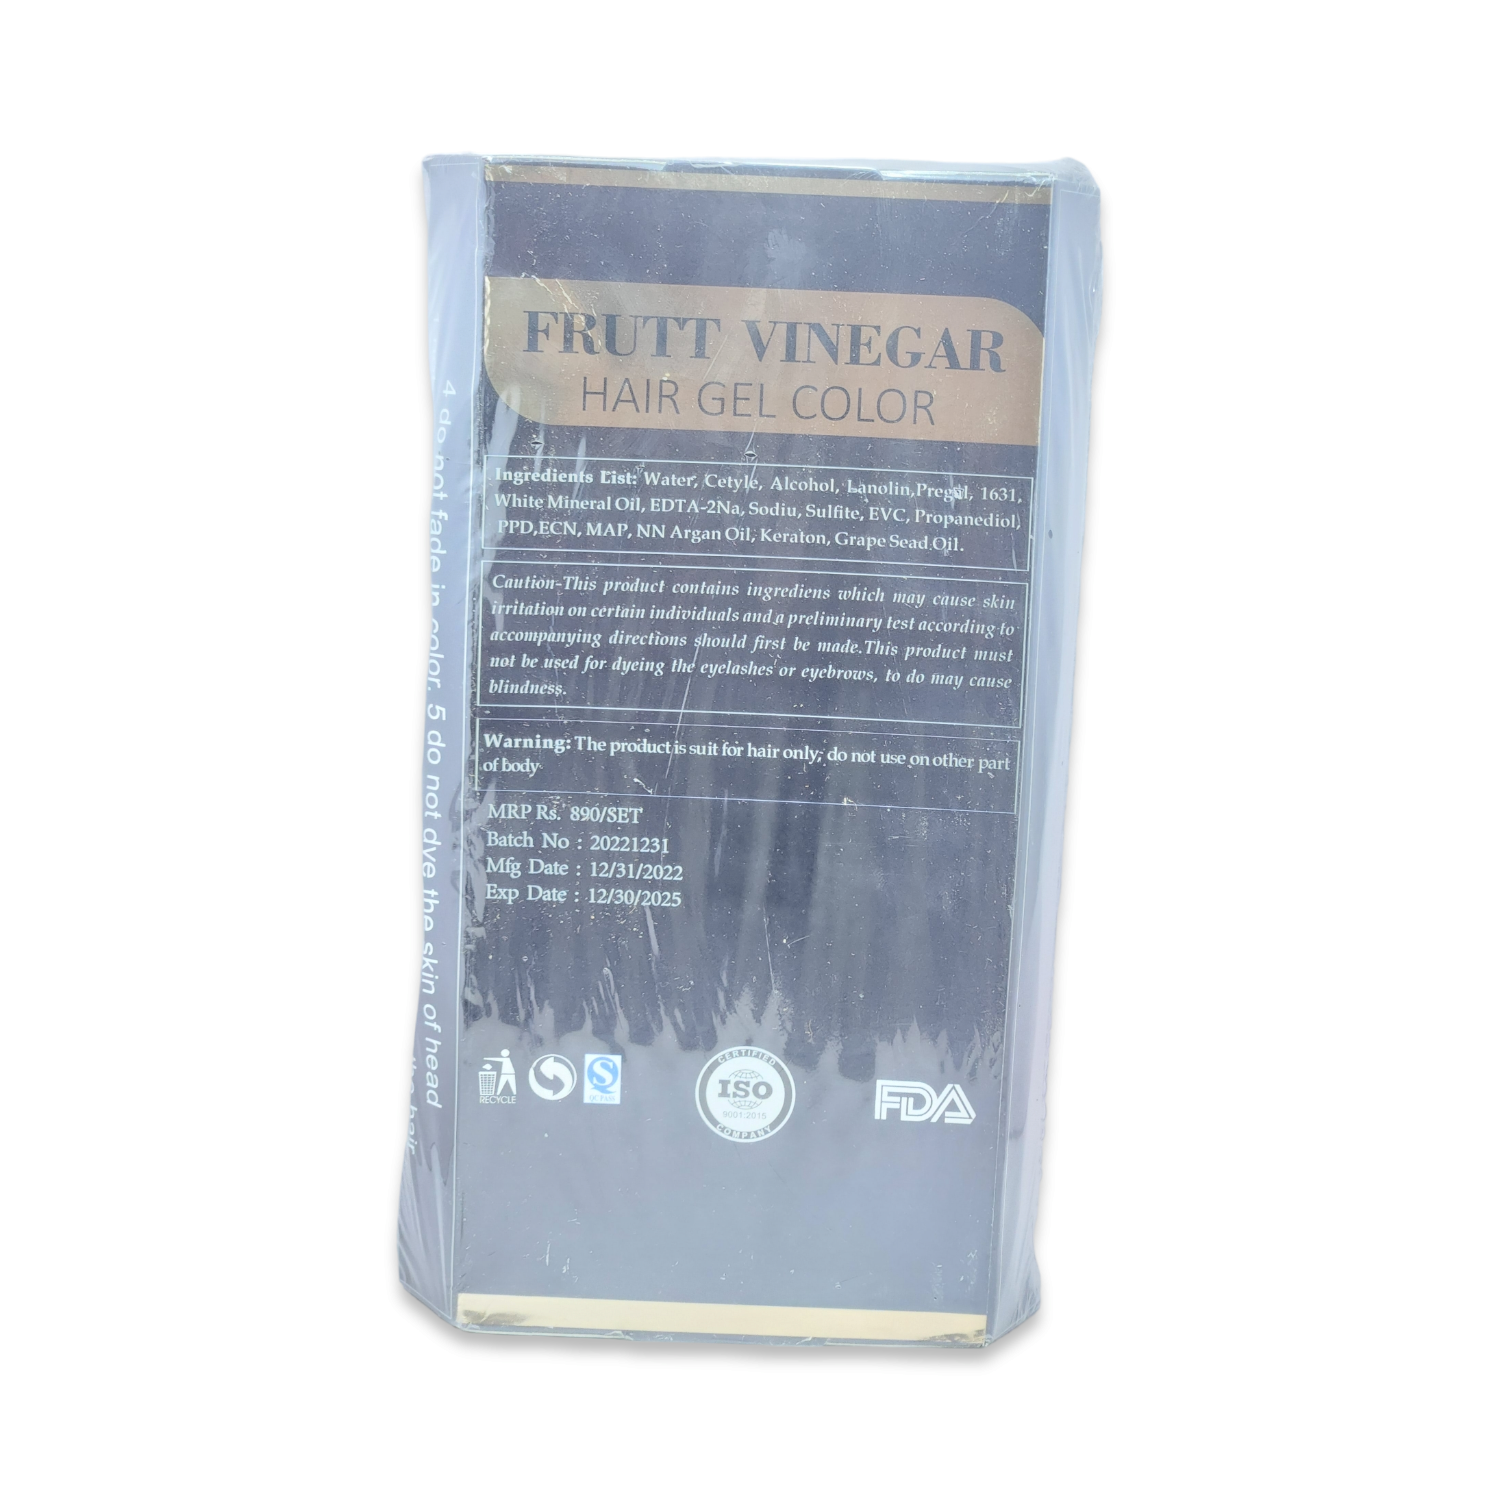 FRUTT VINEGAR
HAIR GEL COLOR
Ingredients List: Water, Cetyle, Alcohol, Lanolin,Pregal, 1631,
White Mineral Oil, EDTA-2Na, Sodiu, Sulfite, EVC, Propanediol,
PPD,ECN, MAP, NN Argan Oil, Keraton, Grape Sead Oil.
Caution-This product contains ingrediens which may cause skin
irritation on certain individuals and a preliminary test according to
accompanying directions should first be made.This product must
not be used for dyeing the eyelashes or eyebrows, to do may cause
blindness.
Warning: The product is suit for hair only, do not use on other part
of body
MRP Rs. 890/SET
Batch No : 20221231
Mfg Date : 12/31/2022
Exp Date : 12/30/2025
RECYCLE
CERTIFIED
ISO
9001:2015
COMPANY
FDA
4 do not fade in color. 5 do not dye the skin of head
hair